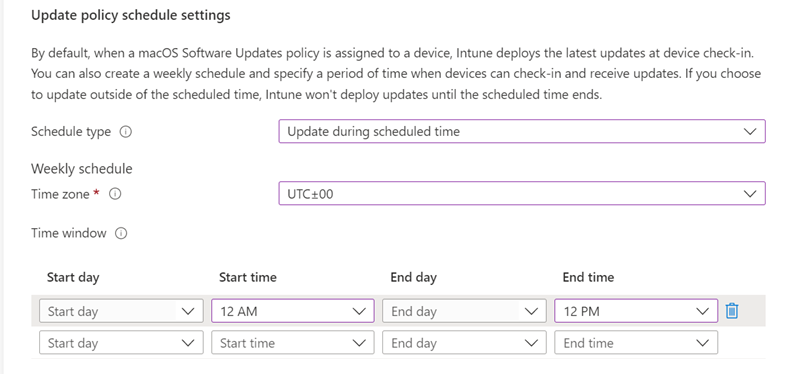 Update policy schedule settings
By default, when a macOS Software Updates policy is assigned to a device, Intune deploys the latest updates at device check-in.
You can also create a weekly schedule and specify a period of time when devices can check-in and receive updates. If you choose
to update outside of the scheduled time, Intune won't deploy updates until the scheduled time ends.
Schedule type
Update during scheduled time
Weekly schedule
Time zone *
UTC±00
Time window
Start day Start time End day End time
Start day 12 AM End day 12 PM
Start day Start time End day End time